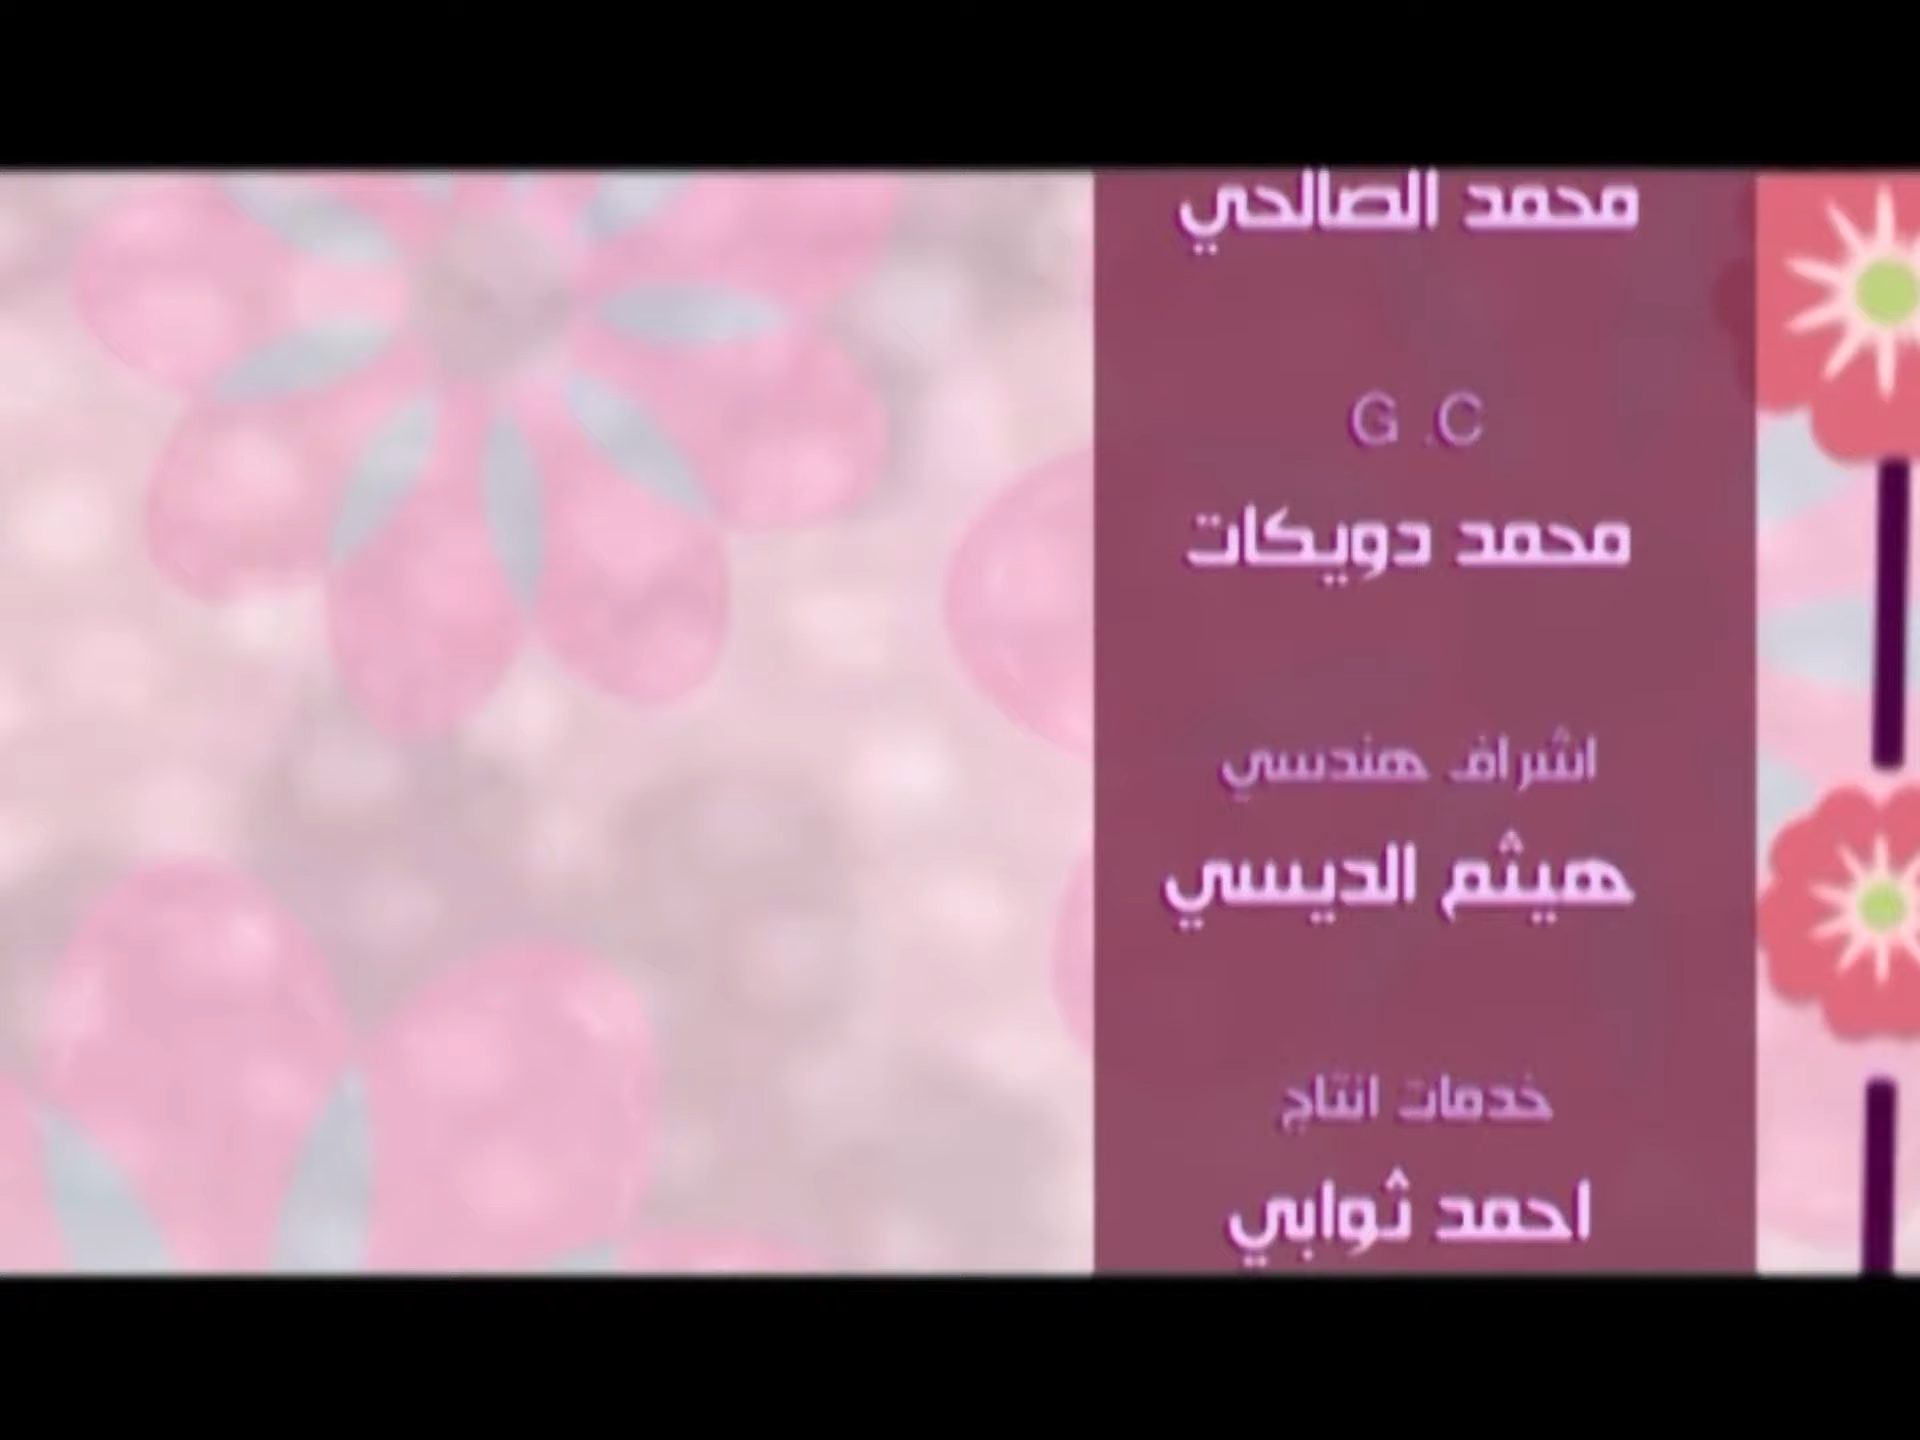 محمد الصالحي
G .C
محمد دويكات
اشراف هندسي
هيثم الديسي
خدمات انتاج
احمد ثوابي